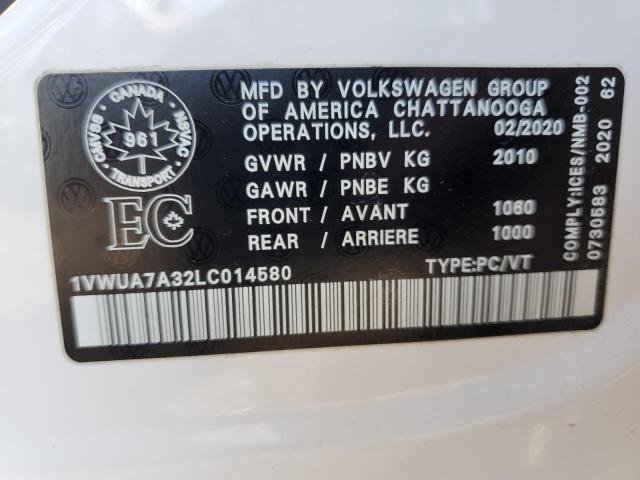 CANADA
CMVSS
NSVAC
961
TRANSPORT
EC
MFD BY VOLKSWAGEN GROUP
OF AMERICA CHATTANOOGA
OPERATIONS, LLC. 02/2020
GVWR / PNBV KG 2010
GAWR / PNBE KG
FRONT / AVANT 1060
REAR / ARRIERE 1000
1VWUA7A32LC014580 TYPE:PC/VT
COMPLY:ICES/NMB-002
0730583 2020 62